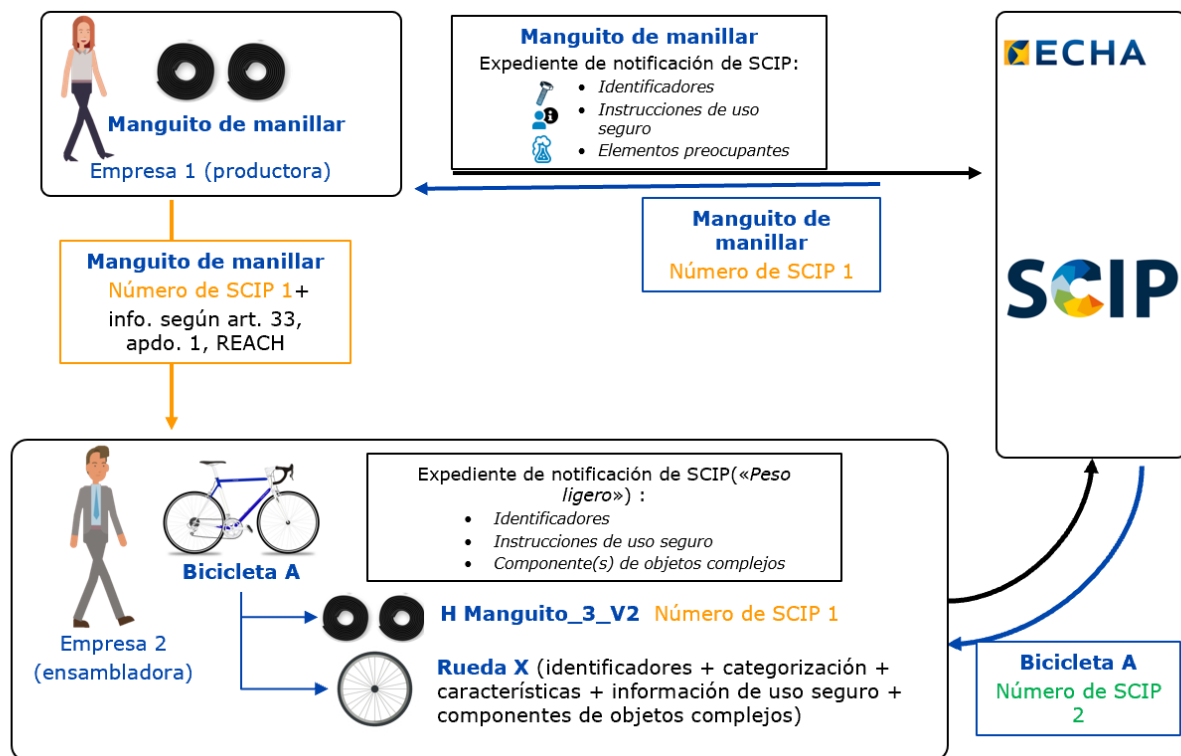 Manguito de manillar
Empresa 1 (productora)
Manguito de manillar
Expediente de notificación de SCIP:
• Identificadores
• Instrucciones de uso
seguro
• Elementos preocupantes
ECHA
SCIP
Manguito de
manillar
Número de SCIP 1
Manguito de manillar
Número de SCIP 1+
info. según art. 33,
apdo. 1, REACH
Empresa 2
(ensambladora)
Bicicleta A
Expediente de notificación de SCIP(«Peso
ligero») :
• Identificadores
• Instrucciones de uso seguro
• Componente(s) de objetos complejos
H Manguito_3_V2 Número de SCIP 1
Rueda X (identificadores + categorización +
características + información de uso seguro +
componentes de objetos complejos)
Bicicleta A
Número de SCIP
2